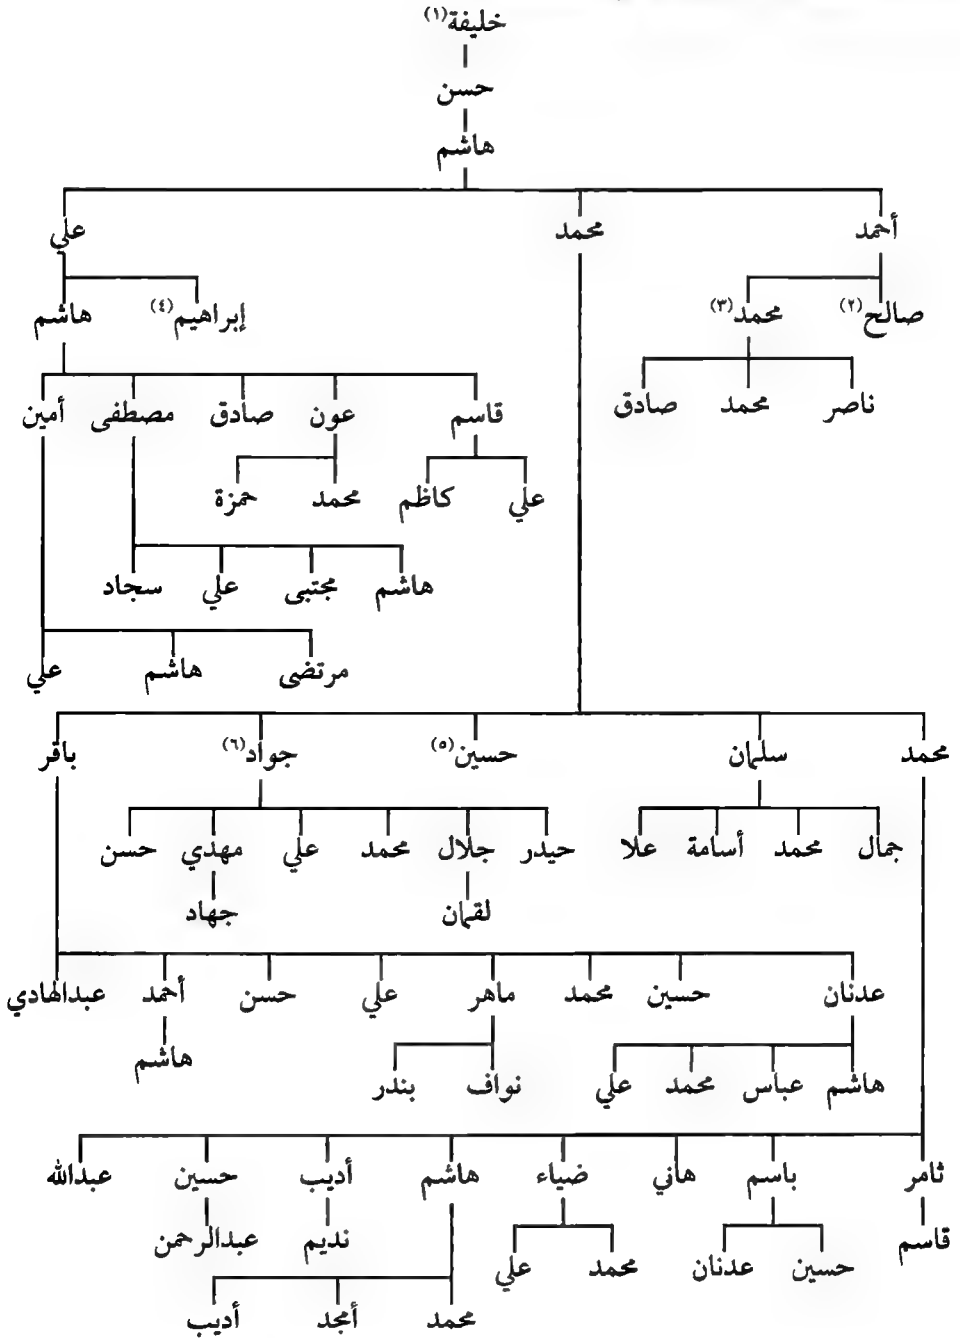 خليفة(١)
حسن
هاشم
أحمد محمد علي
صالح(٢) محمد(٣) إبراهيم(٤) هاشم
ناصر محمد صادق قاسم عون صادق مصطفى أمين
علي كاظم محمد حمزة
هاشم مجتبى علي سجاد
مرتضى هاشم علي
محمد سلمان حسين(٥) جواد(٦) باقر
جمال محمد أسامة علا حيدر جلال محمد علي مهدي حسن
لقمان جهاد
عدنان حسين محمد ماهر علي حسن أحمد عبدالهادي
هاشم
هاشم عباس محمد علي نواف بندر
ثامر باسم هاني ضياء هاشم أديب حسين عبدالله
قاسم نديم عبدالرحمن
حسين عدنان محمد علي
محمد أمجد أديب